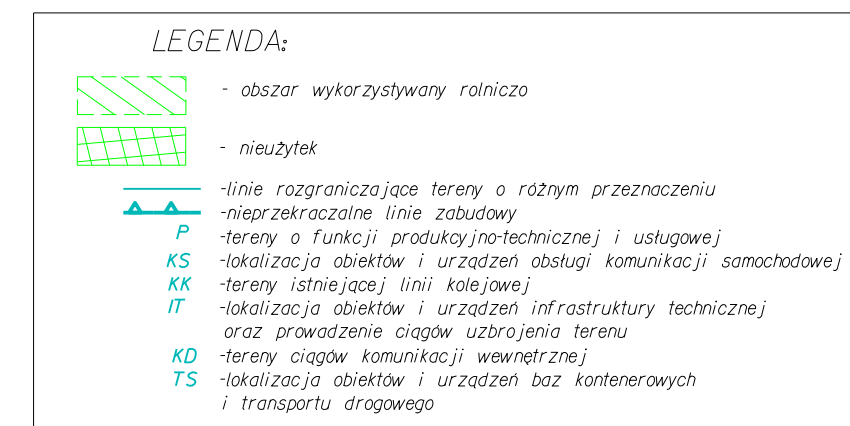 LEGENDA:
- obszar wykorzystywany rolniczo
- nieużytek
-linie rozgraniczające tereny o różnym przeznaczeniu
-nieprzekraczalne linie zabudowy
P -tereny o funkcji produkcyjno-technicznej i usługowej
KS -lokalizacja obiektów i urządzeń obsługi komunikacji samochodowej
KK -tereny istniejącej linii kolejowej
IT -lokalizacja obiektów i urządzeń infrastruktury technicznej
oraz prowadzenie ciągów uzbrojenia terenu
KD -tereny ciągów komunikacji wewnętrznej
TS -lokalizacja obiektów i urządzeń baz kontenerowych
i transportu drogowego